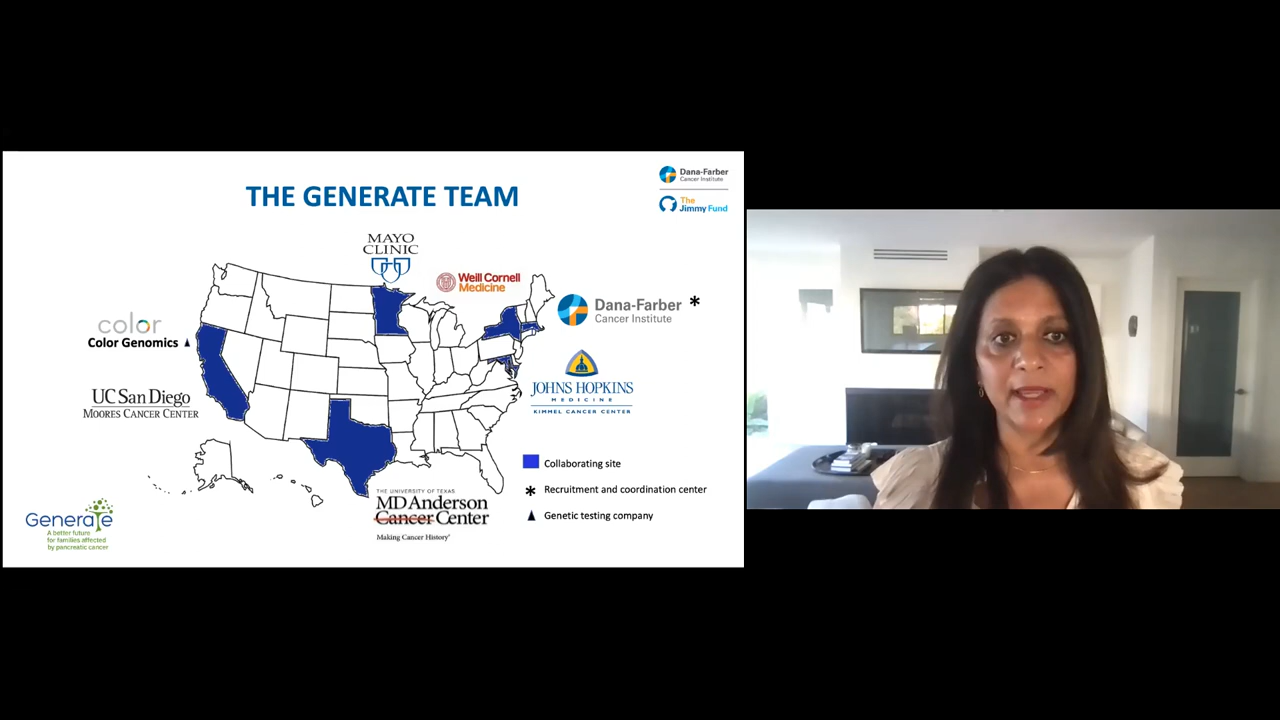 THE GENERATE TEAM
Dana-Farber
Cancer Institute
The
Jimmy Fund
MAYO
CLINIC
Weill Cornell
Medicine
Dana-Farber *
Cancer Institute
color
Color Genomics
UC San Diego
MOORES CANCER CENTER
JOHNS HOPKINS
MEDICINE
KIMMEL CANCER CENTER
Collaborating site
* Recruitment and coordination center
Genetic testing company
THE UNIVERSITY OF TEXAS
MD Anderson
Cancer Center
Making Cancer History®
Generate
A better future
for families affected
by pancreatic cancer